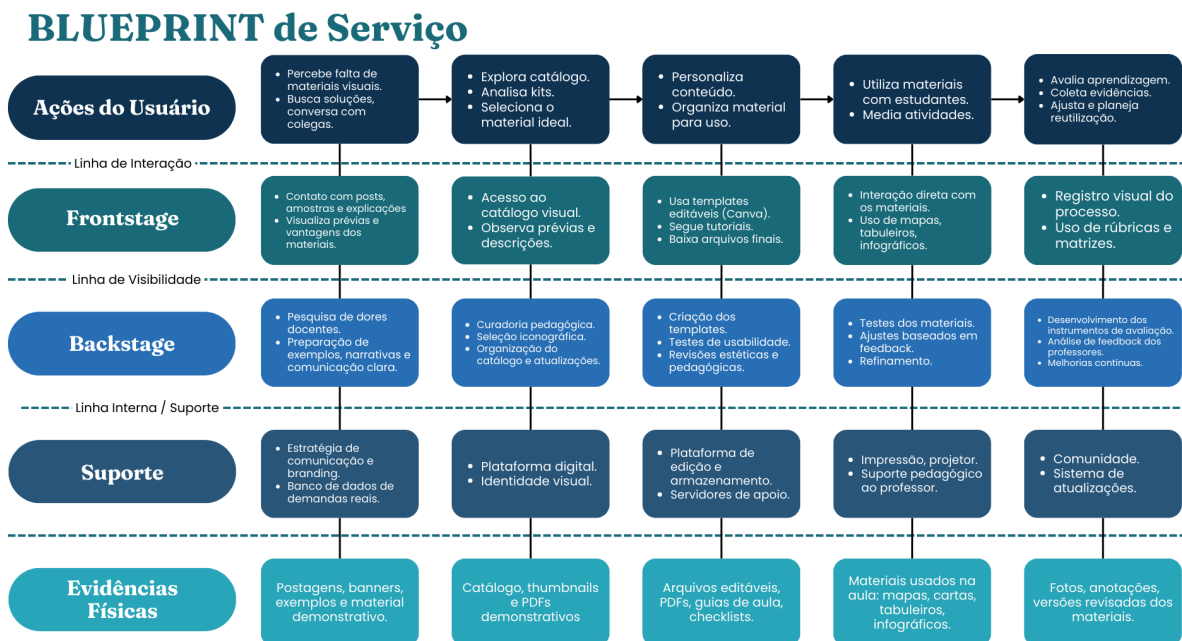 BLUEPRINT de Serviço
Ações do Usuário
• Percebe falta de
materiais visuais.
• Busca soluções,
conversa com
colegas.
• Explora catálogo.
• Analisa kits.
• Seleciona o
material ideal.
• Personaliza
conteúdo.
• Organiza material
para uso.
• Utiliza materiais
com estudantes.
• Media atividades.
• Avalia aprendizagem.
• Coleta evidências.
• Ajusta e planeja
reutilização.
Linha de Interação
Frontstage
• Contato com posts,
amostras e explicações
• Visualiza prévias e
vantagens dos
materiais.
• Acesso ao
catálogo visual.
• Observa prévias e
descrições.
• Usa templates
editáveis (Canva).
• Segue tutoriais.
• Baixa arquivos finais.
• Interação direta com
os materiais.
• Uso de mapas,
tabuleiros,
infográficos.
• Registro visual do
processo.
• Uso de rúbricas e
matrizes.
Linha de Visibilidade
Backstage
• Pesquisa de dores
docentes.
• Preparação de
exemplos, narrativas e
comunicação clara.
• Curadoria pedagógica.
• Seleção iconográfica.
• Organização do
catálogo e atualizações.
• Criação dos
templates.
• Testes de usabilidade.
• Revisões estéticas e
pedagógicas.
• Testes dos materiais.
• Ajustes baseados em
feedback.
• Refinamento.
• Desenvolvimento dos
instrumentos de avaliação.
• Análise de feedback dos
professores.
• Melhorias contínuas.
Linha Interna / Suporte
Suporte
• Estratégia de
comunicação e
branding.
• Banco de dados de
demandas reais.
• Plataforma digital.
• Identidade visual.
• Plataforma de
edição e
armazenamento.
• Servidores de apoio.
• Impressão, projetor.
• Suporte pedagógico
ao professor.
• Comunidade.
• Sistema de
atualizações.
Evidências
Físicas
Postagens, banners,
exemplos e material
demonstrativo.
Catálogo, thumbnails
e PDFs
demonstrativos
Arquivos editáveis,
PDFs, guias de aula,
checklists.
Materiais usados na
aula: mapas, cartas,
tabuleiros,
infográficos.
Fotos, anotações,
versões revisadas dos
materiais.